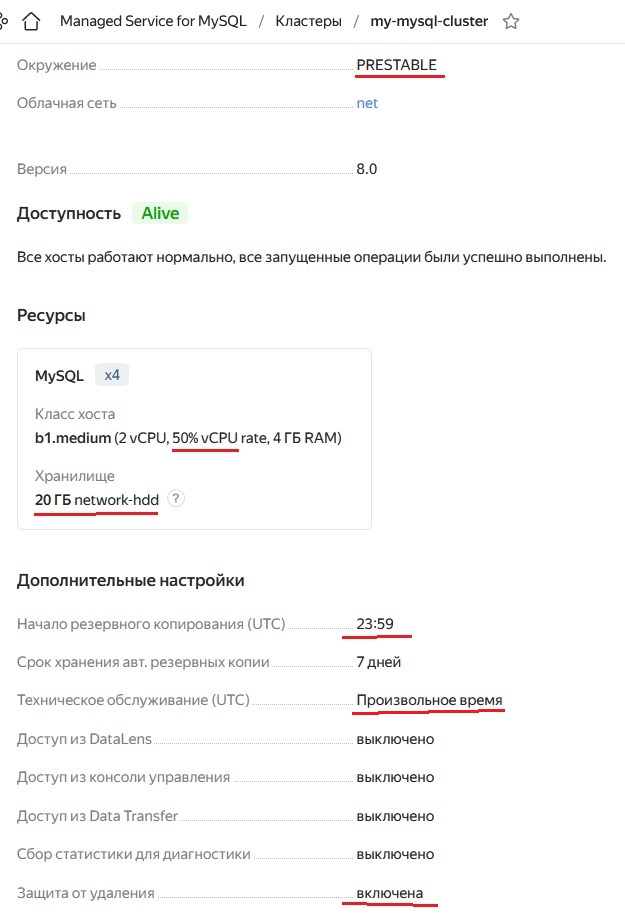 Managed Service for MySQL / Кластеры / my-mysql-cluster
Окружение PRESTABLE
Облачная сеть net
Версия 8.0
Доступность Alive
Все хосты работают нормально, все запущенные операции были успешно выполнены.
Ресурсы
MySQL x4
Класс хоста
b1.medium (2 vCPU, 50% vCPU rate, 4 ГБ RAM)
Хранилище
20 ГБ network-hdd ?
Дополнительные настройки
Начало резервного копирования (UTC) 23:59
Срок хранения авт. резервных копии 7 дней
Техническое обслуживание (UTC) Произвольное время
Доступ из DataLens выключено
Доступ из консоли управления выключено
Доступ из Data Transfer выключено
Сбор статистики для диагностики выключено
Защита от удаления включена